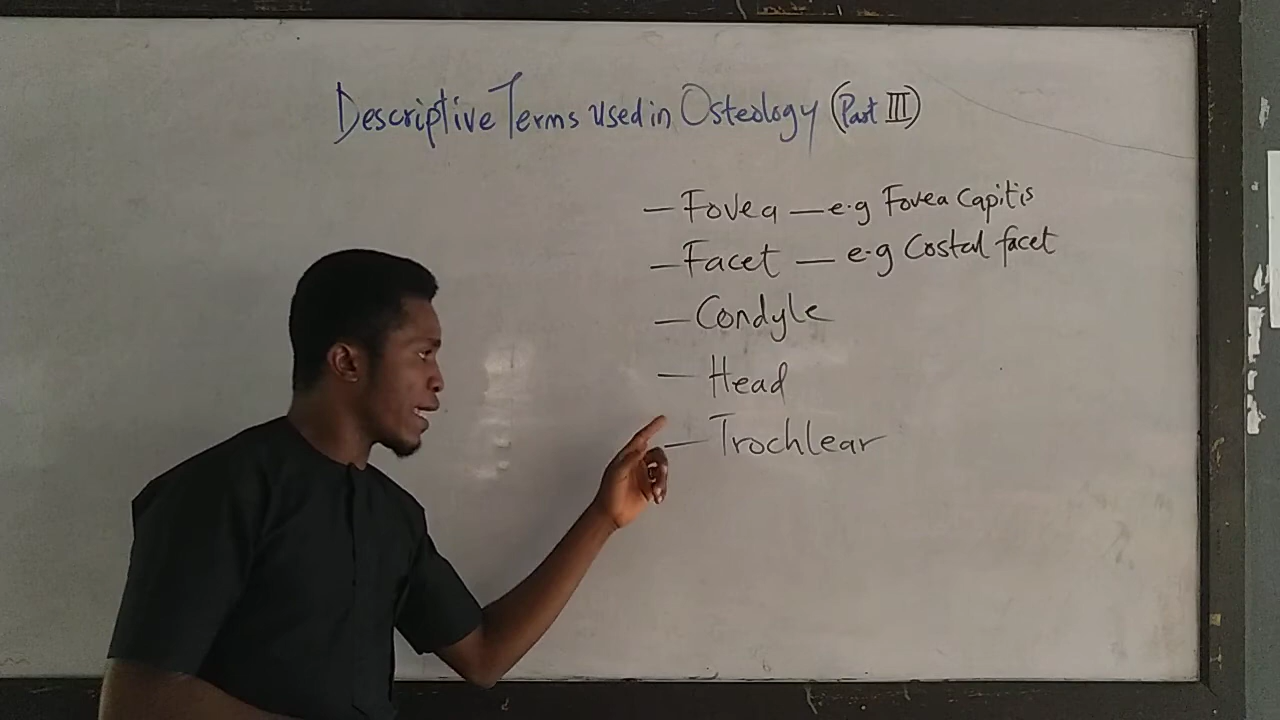 Descriptive Terms used in Osteology (Part III)
— Fovea — e.g Fovea Capitis
— Facet — e.g Costal facet
— Condyle
— Head
— Trochlear